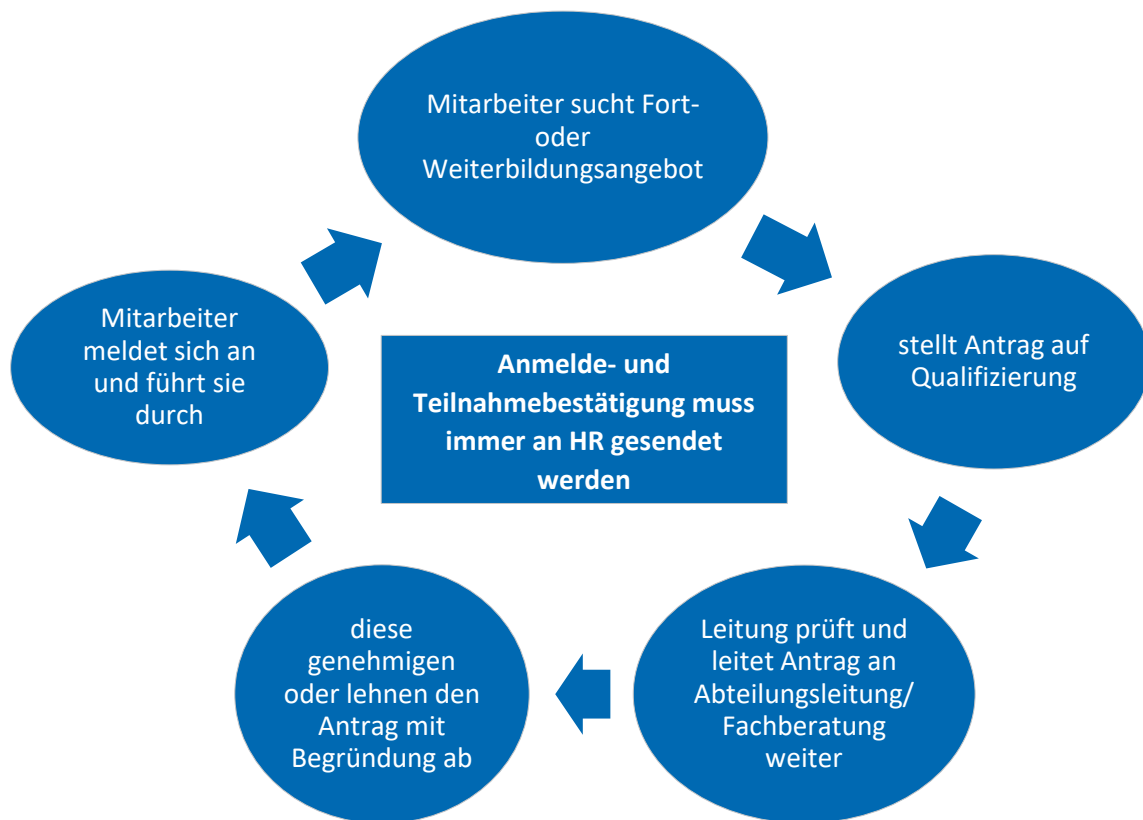 Mitarbeiter sucht Fort-
oder
Weiterbildungsangebot
stellt Antrag auf
Qualifizierung
Leitung prüft und
leitet Antrag an
Abteilungsleitung/
Fachberatung
weiter
diese
genehmigen
oder lehnen den
Antrag mit
Begründung ab
Mitarbeiter
meldet sich an
und führt sie
durch
Anmelde- und
Teilnahmebestätigung muss
immer an HR gesendet
werden